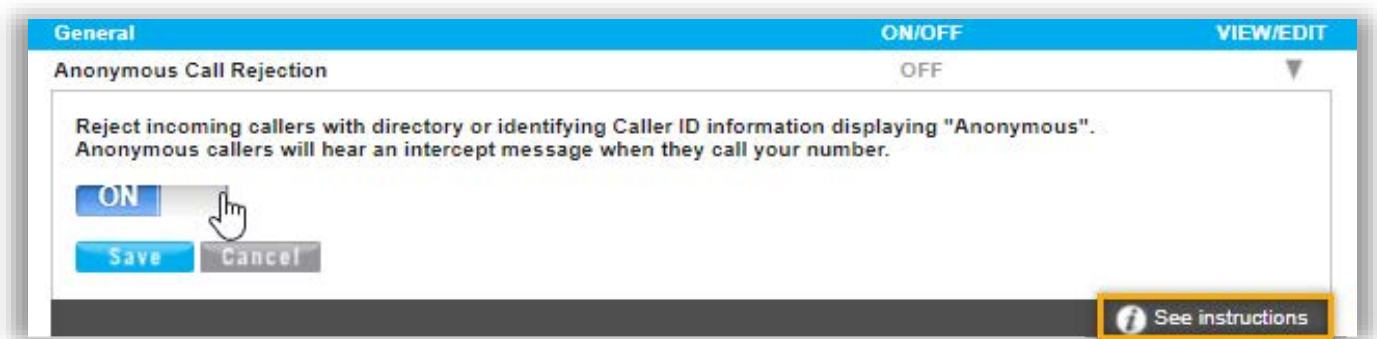 General ON/OFF VIEW/EDIT
Anonymous Call Rejection OFF
Reject incoming callers with directory or identifying Caller ID information displaying "Anonymous".
Anonymous callers will hear an intercept message when they call your number.
ON
Save Cancel
See instructions